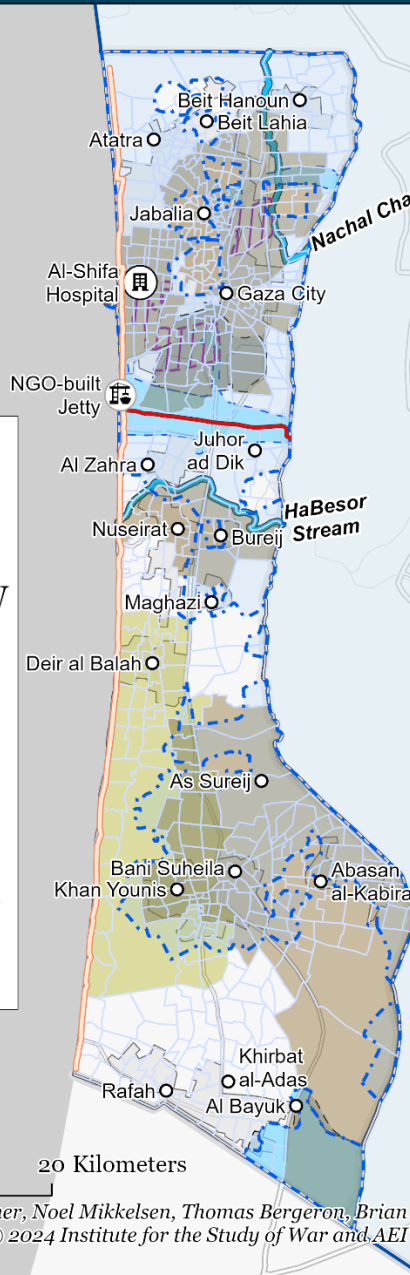 Beit Hanoun
Beit Lahia
Atatra
Nachal Cha
Jabalia
Al-Shifa
Hospital
Gaza City
NGO-built
Jetty
Juhor
ad Dik
Al Zahra
HaBesor
Stream
Nuseirat
Bureij
Maghazi
Deir al Balah
As Sureij
Bani Suheila
Abasan
al-Kabira
Khan Younis
Khirbat
al-Adas
Rafah
Al Bayuk
20 Kilometers
er, Noel Mikkelsen, Thomas Bergeron, Brian
2024 Institute for the Study of War and AEI